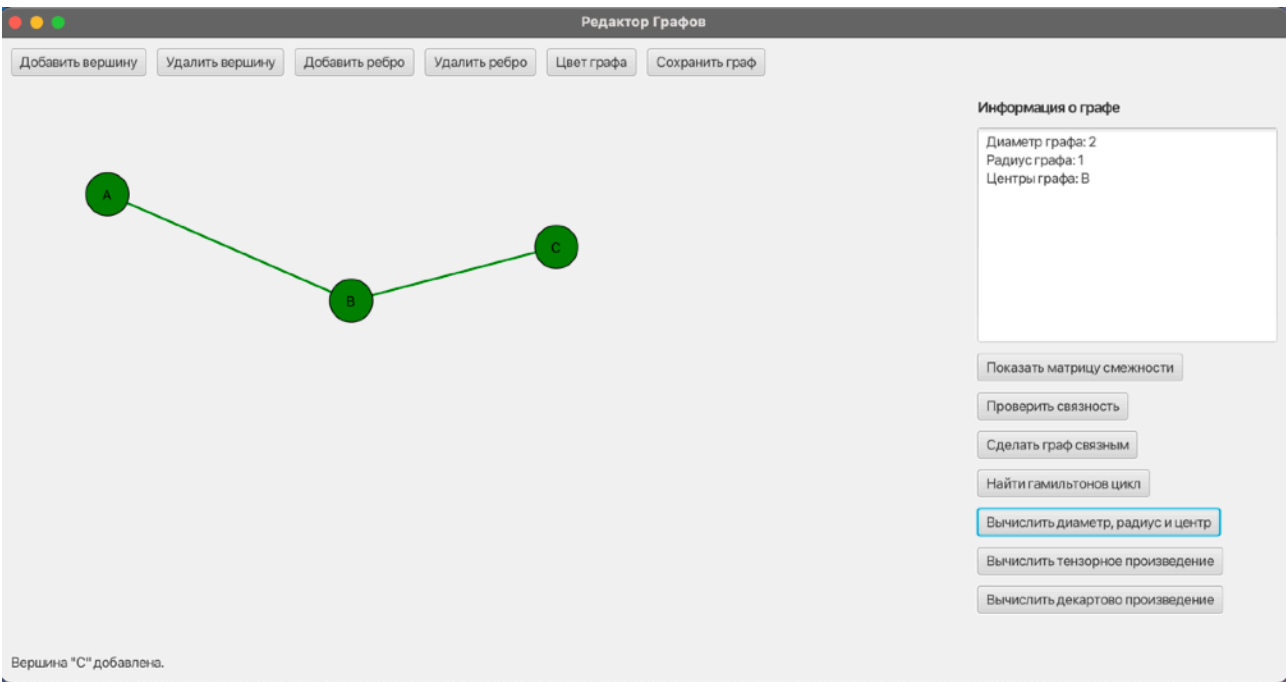 Редактор Графов
Добавить вершину Удалить вершину Добавить ребро Удалить ребро Цвет графа Сохранить граф
Информация о графе
Диаметр графа: 2
Радиус графа: 1
Центры графа: B
A
C
B
Показать матрицу смежности
Проверить связность
Сделать граф связным
Найти гамильтонов цикл
Вычислить диаметр, радиус и центр
Вычислить тензорное произведение
Вычислить декартово произведение
Вершина "C" добавлена.